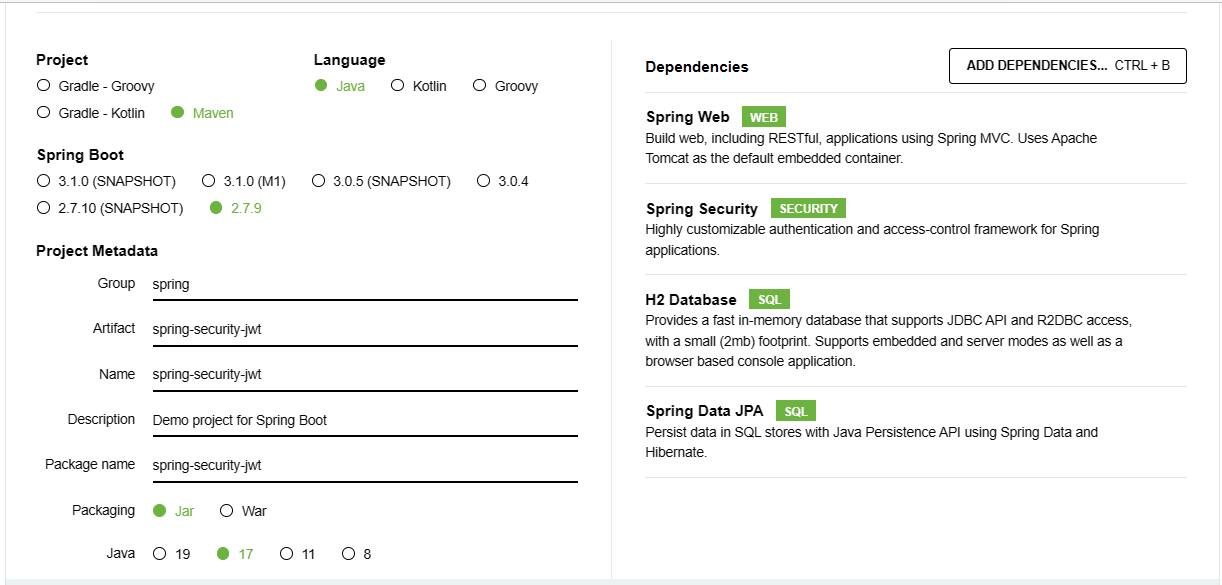 Project
Language
Gradle - Groovy
Java Kotlin Groovy
Gradle - Kotlin Maven
Spring Boot
3.1.0 (SNAPSHOT) 3.1.0 (M1) 3.0.5 (SNAPSHOT) 3.0.4
2.7.10 (SNAPSHOT) 2.7.9
Project Metadata
Group spring
Artifact spring-security-jwt
Name spring-security-jwt
Description Demo project for Spring Boot
Package name spring-security-jwt
Packaging Jar War
Java 19 17 11 8
Dependencies
ADD DEPENDENCIES... CTRL + B
Spring Web WEB
Build web, including RESTful, applications using Spring MVC. Uses Apache
Tomcat as the default embedded container.
Spring Security SECURITY
Highly customizable authentication and access-control framework for Spring
applications.
H2 Database SQL
Provides a fast in-memory database that supports JDBC API and R2DBC access,
with a small (2mb) footprint. Supports embedded and server modes as well as a
browser based console application.
Spring Data JPA SQL
Persist data in SQL stores with Java Persistence API using Spring Data and
Hibernate.